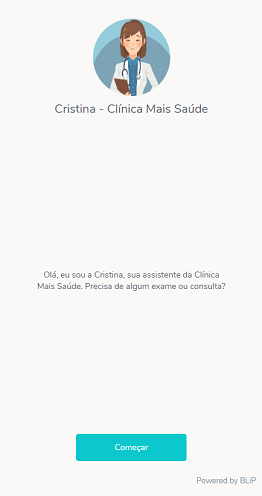 Cristina - Clínica Mais Saúde
Olá, eu sou a Cristina, sua assistente da Clínica
Mais Saúde. Precisa de algum exame ou consulta?
Começar
Powered by BLiP